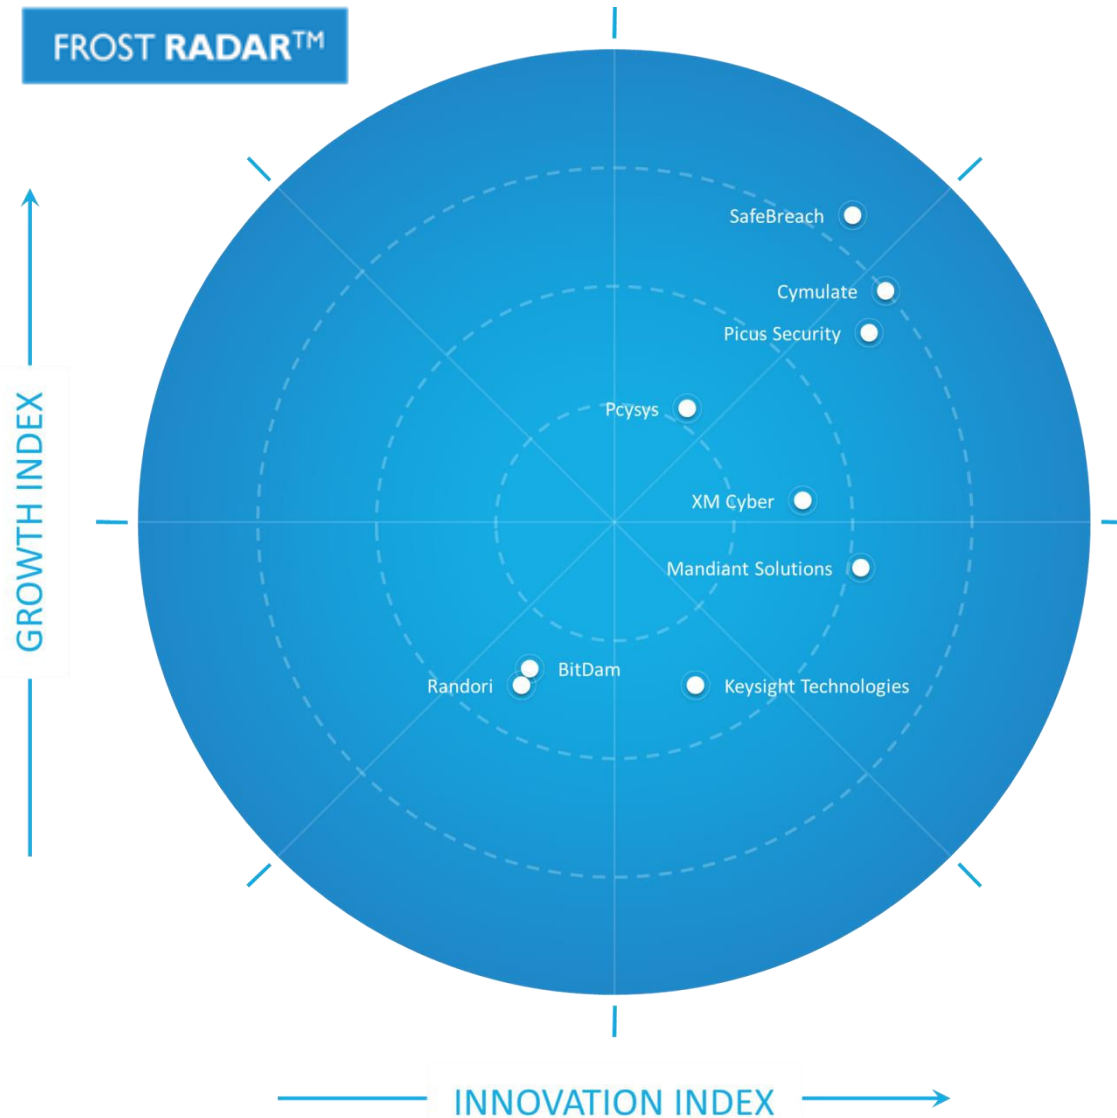 FROST RADAR™
SafeBreach
Cymulate
Picus Security
Pcysys
XM Cyber
Mandiant Solutions
BitDam
Randori
Keysight Technologies
GROWTH INDEX
INNOVATION INDEX